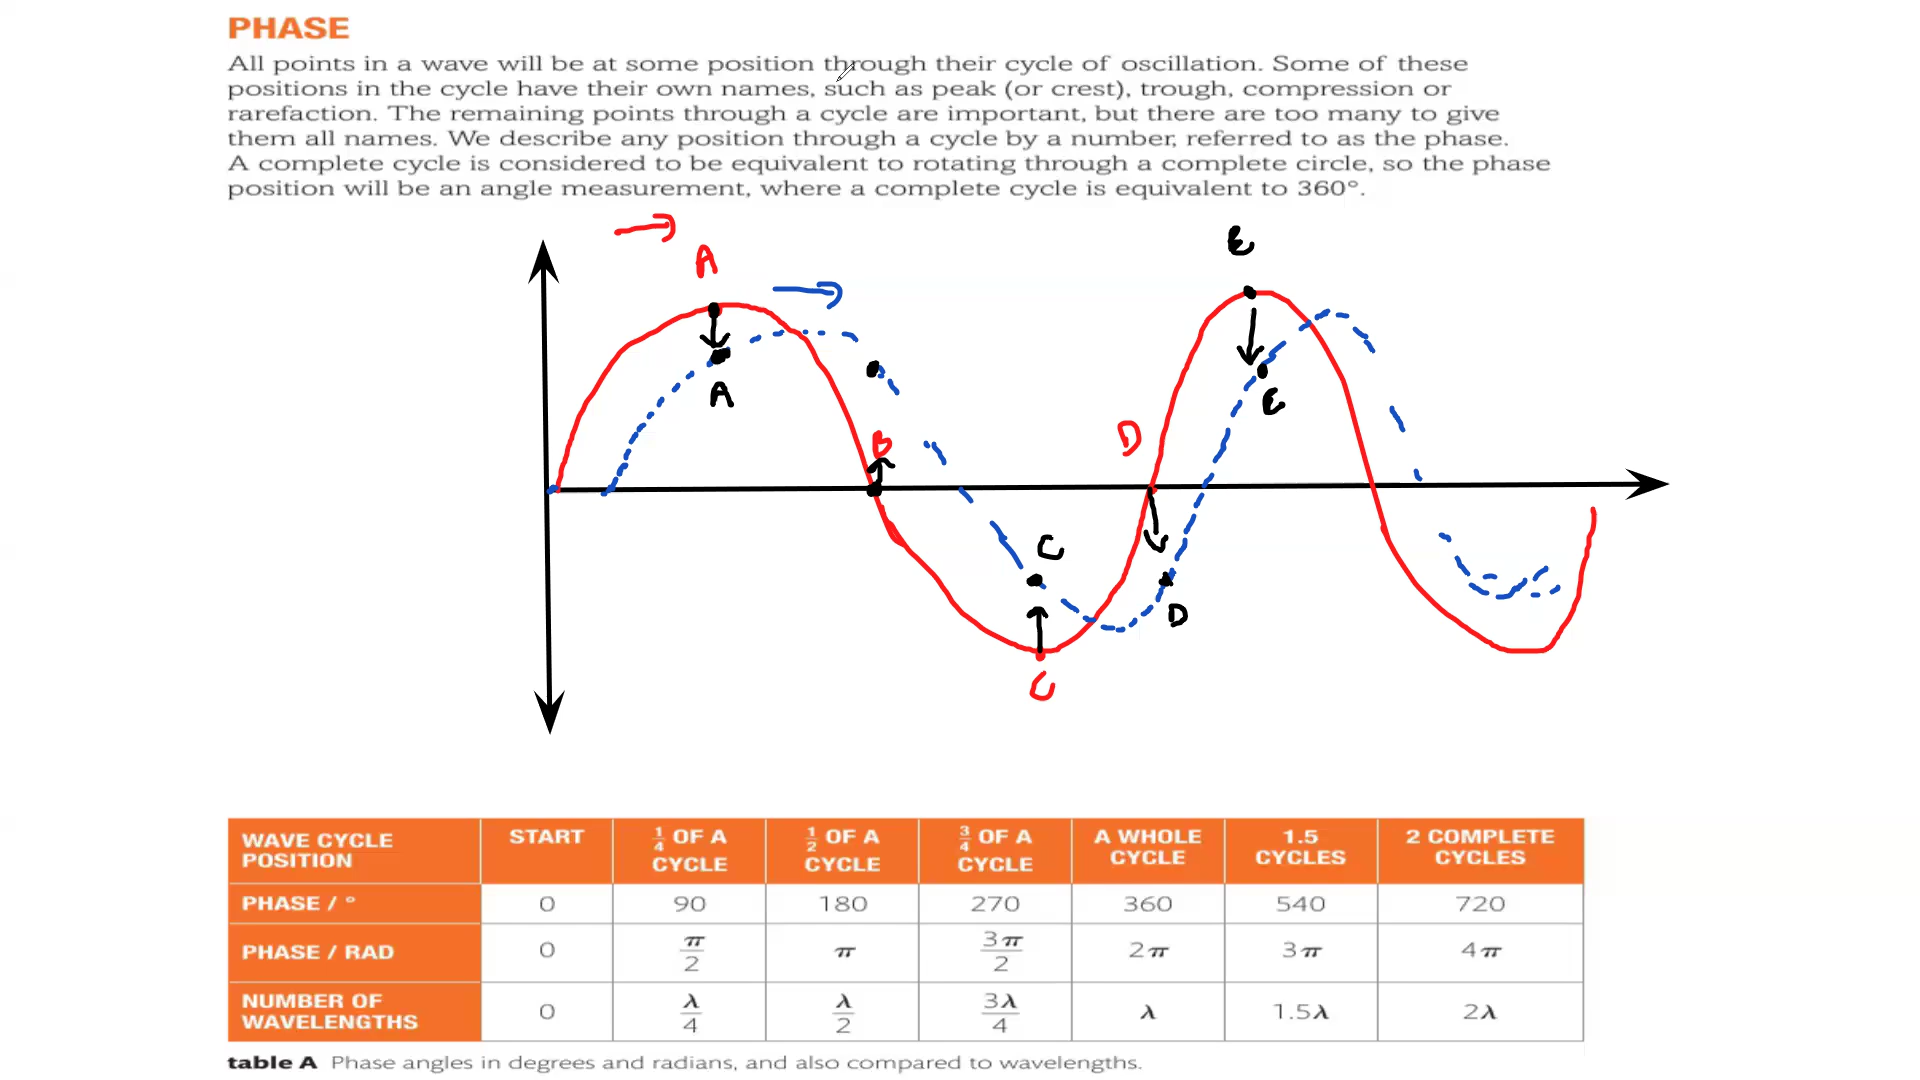 PHASE
All points in a wave will be at some position through their cycle of oscillation. Some of these
positions in the cycle have their own names, such as peak (or crest), trough, compression or
rarefaction. The remaining points through a cycle are important, but there are too many to give
them all names. We describe any position through a cycle by a number, referred to as the phase.
A complete cycle is considered to be equivalent to rotating through a complete circle, so the phase
position will be an angle measurement, where a complete cycle is equivalent to 360°.
E
A
A
E
B
D
C
D
C
WAVE CYCLE POSITION START 1/4 OF A CYCLE 1/2 OF A CYCLE 3/4 OF A CYCLE A WHOLE CYCLE 1.5 CYCLES 2 COMPLETE CYCLES
PHASE / ° 0 90 180 270 360 540 720
PHASE / RAD 0 π/2 π 3π/2 2π 3π 4π
NUMBER OF WAVELENGTHS 0 λ/4 λ/2 3λ/4 λ 1.5λ 2λ
table A Phase angles in degrees and radians, and also compared to wavelengths.